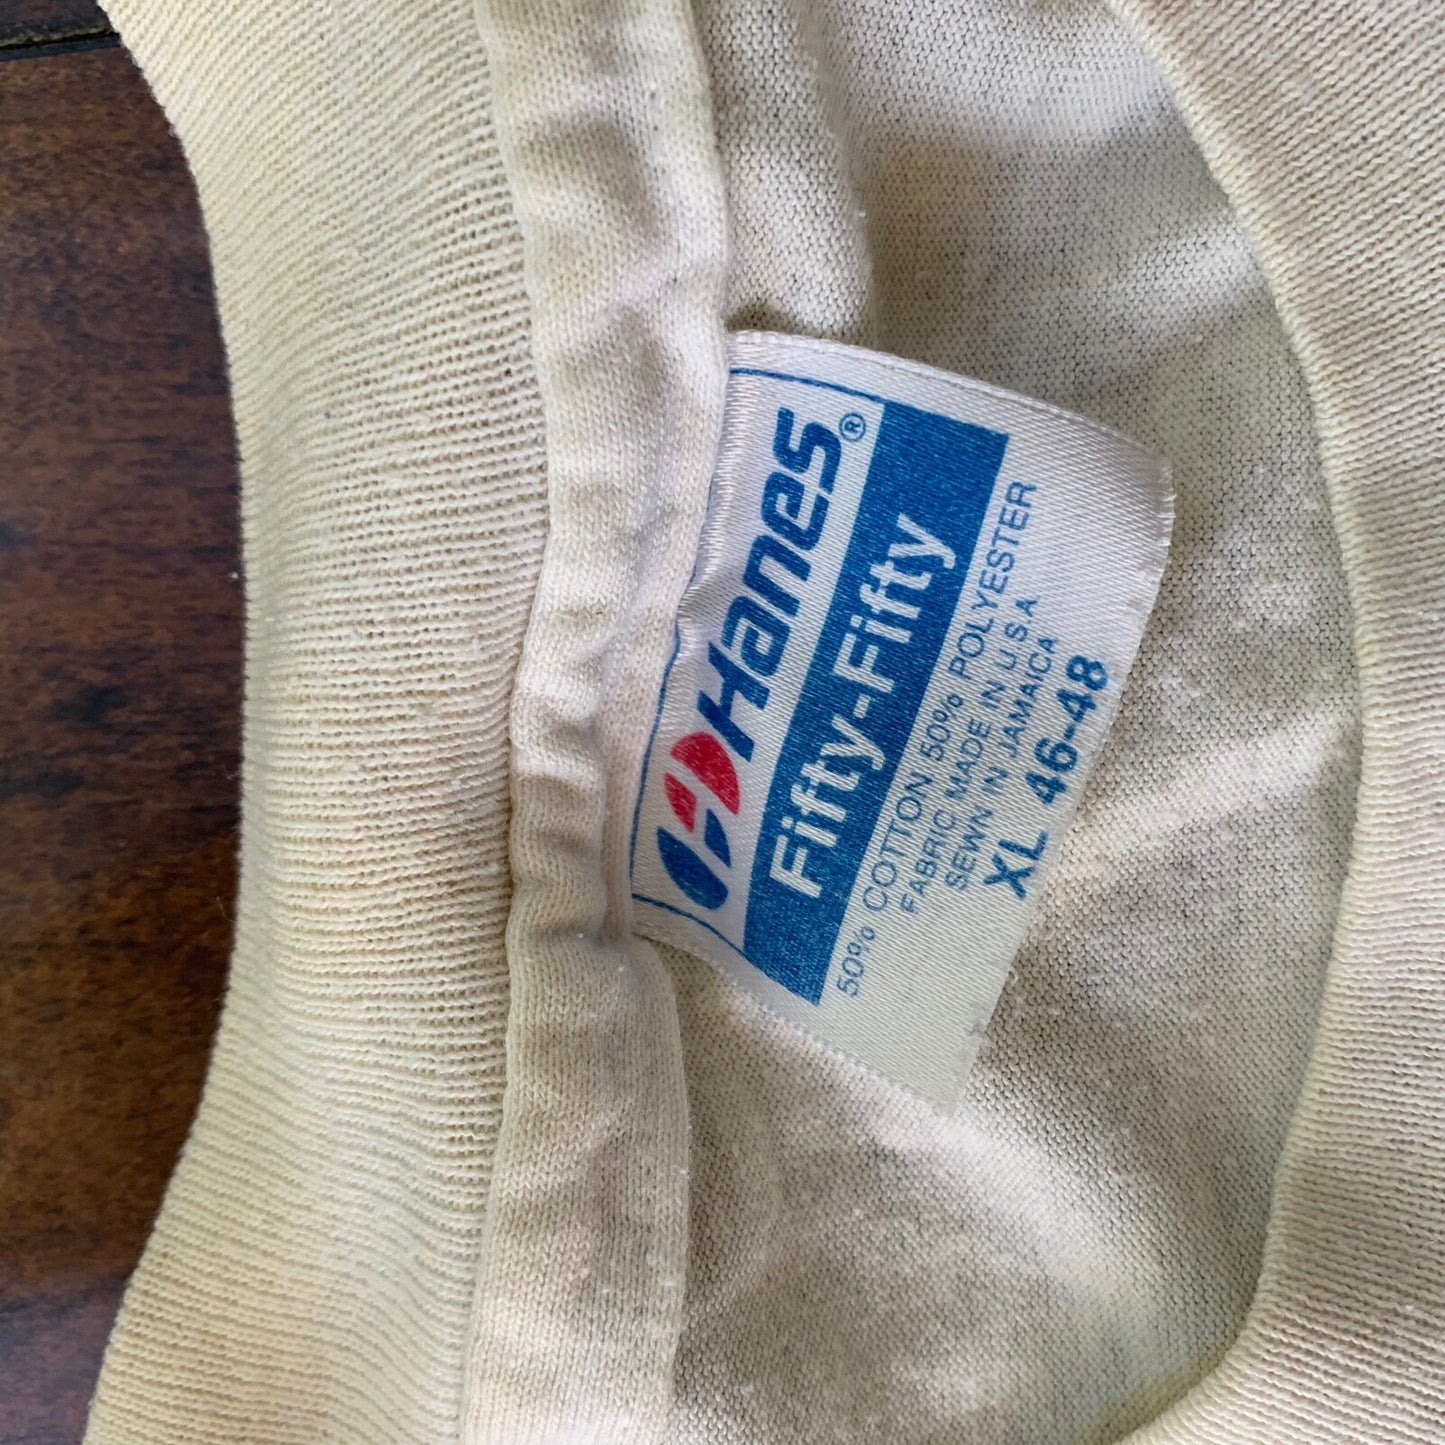 Hanes®
Fifty-Fifty
50% COTTON 50% POLYESTER
FABRIC MADE IN U.S.A
SEWN IN JAMAICA
XL 46-48